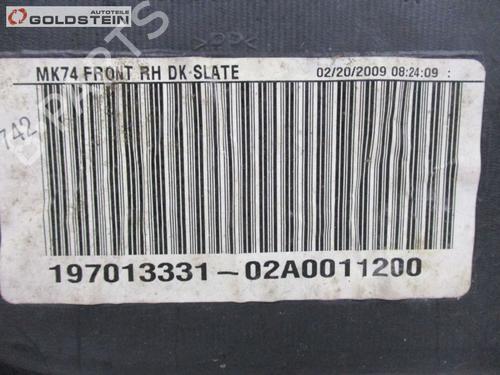 Autoteile
GOLDSTEIN
MK74 FRONT RH DK SLATE
02/20/2009 08:24:09 :
742
197013331-02A0011200